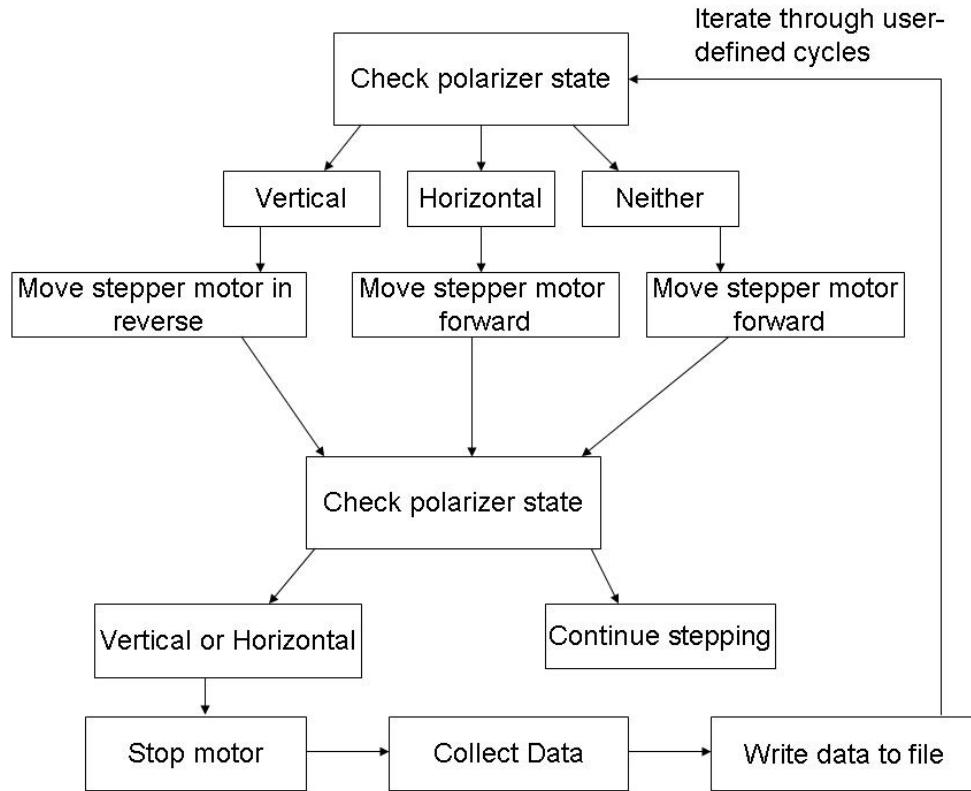 Iterate through user-
defined cycles
Check polarizer state
Vertical
Horizontal
Neither
Move stepper motor in
reverse
Move stepper motor
forward
Move stepper motor
forward
Check polarizer state
Vertical or Horizontal
Continue stepping
Stop motor
Collect Data
Write data to file